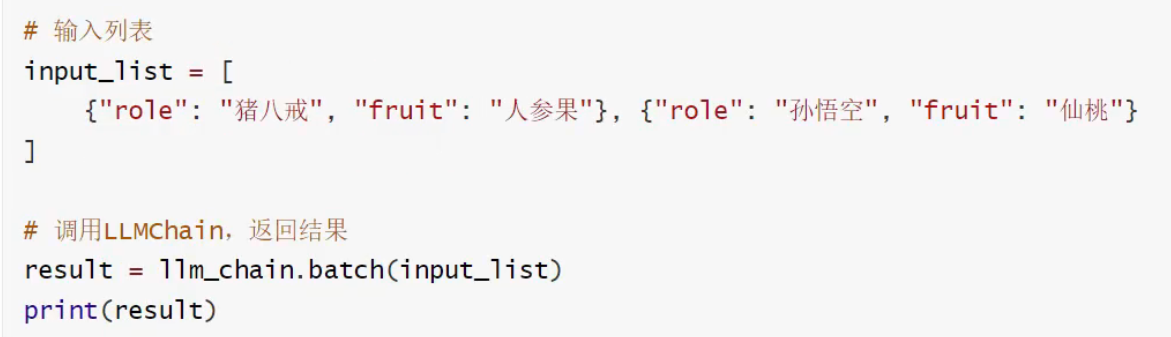 # 输入列表
input_list = [
    {"role": "猪八戒", "fruit": "人参果"}, {"role": "孙悟空", "fruit": "仙桃"}
]
# 调用LLMChain，返回结果
result = llm_chain.batch(input_list)
print(result)